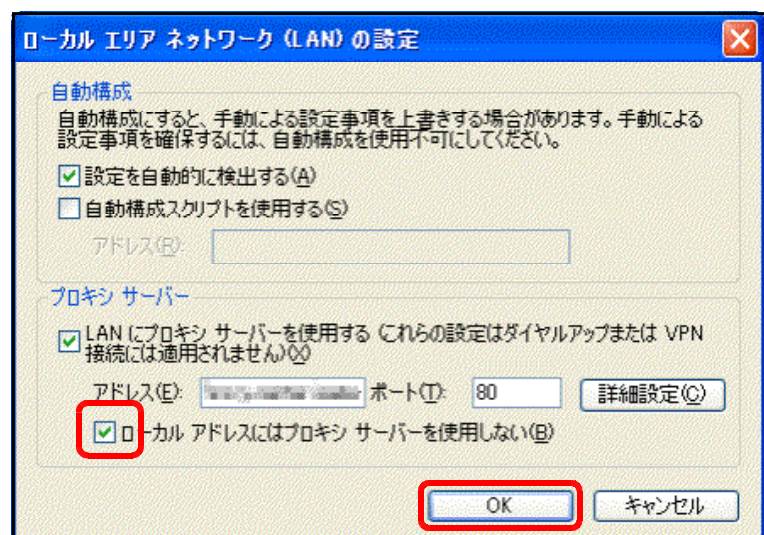 ローカル エリア ネットワーク (LAN) の設定
自動構成
自動構成にすると、手動による設定事項を上書きする場合があります。手動による
設定事項を確保するには、自動構成を使用不可にしてください。
設定を自動的に検出する(A)
自動構成スクリプトを使用する(S)
アドレス(R):
プロキシ サーバー
LAN にプロキシ サーバーを使用する (これらの設定はダイヤルアップまたは VPN
接続には適用されません)(X)
アドレス(E): ポート(T): 80 詳細設定(C)
ローカル アドレスにはプロキシ サーバーを使用しない(B)
OK キャンセル